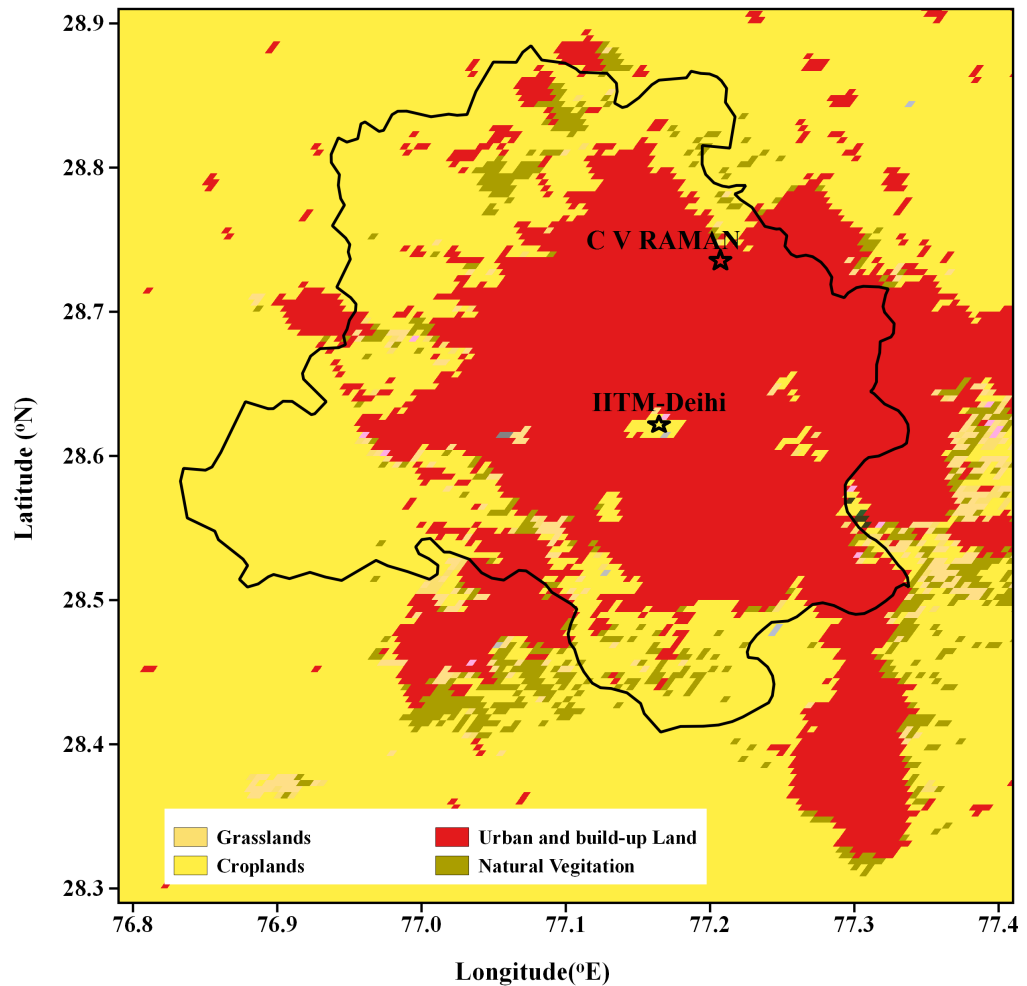 28.9
28.8
28.7
28.6
28.5
28.4
28.3
Latitude (ºN)
C V RAMAN
IITM-Deihi
Grasslands
Urban and build-up Land
Croplands
Natural Vegitation
76.8 76.9 77.0 77.1 77.2 77.3 77.4
Longitude(ºE)